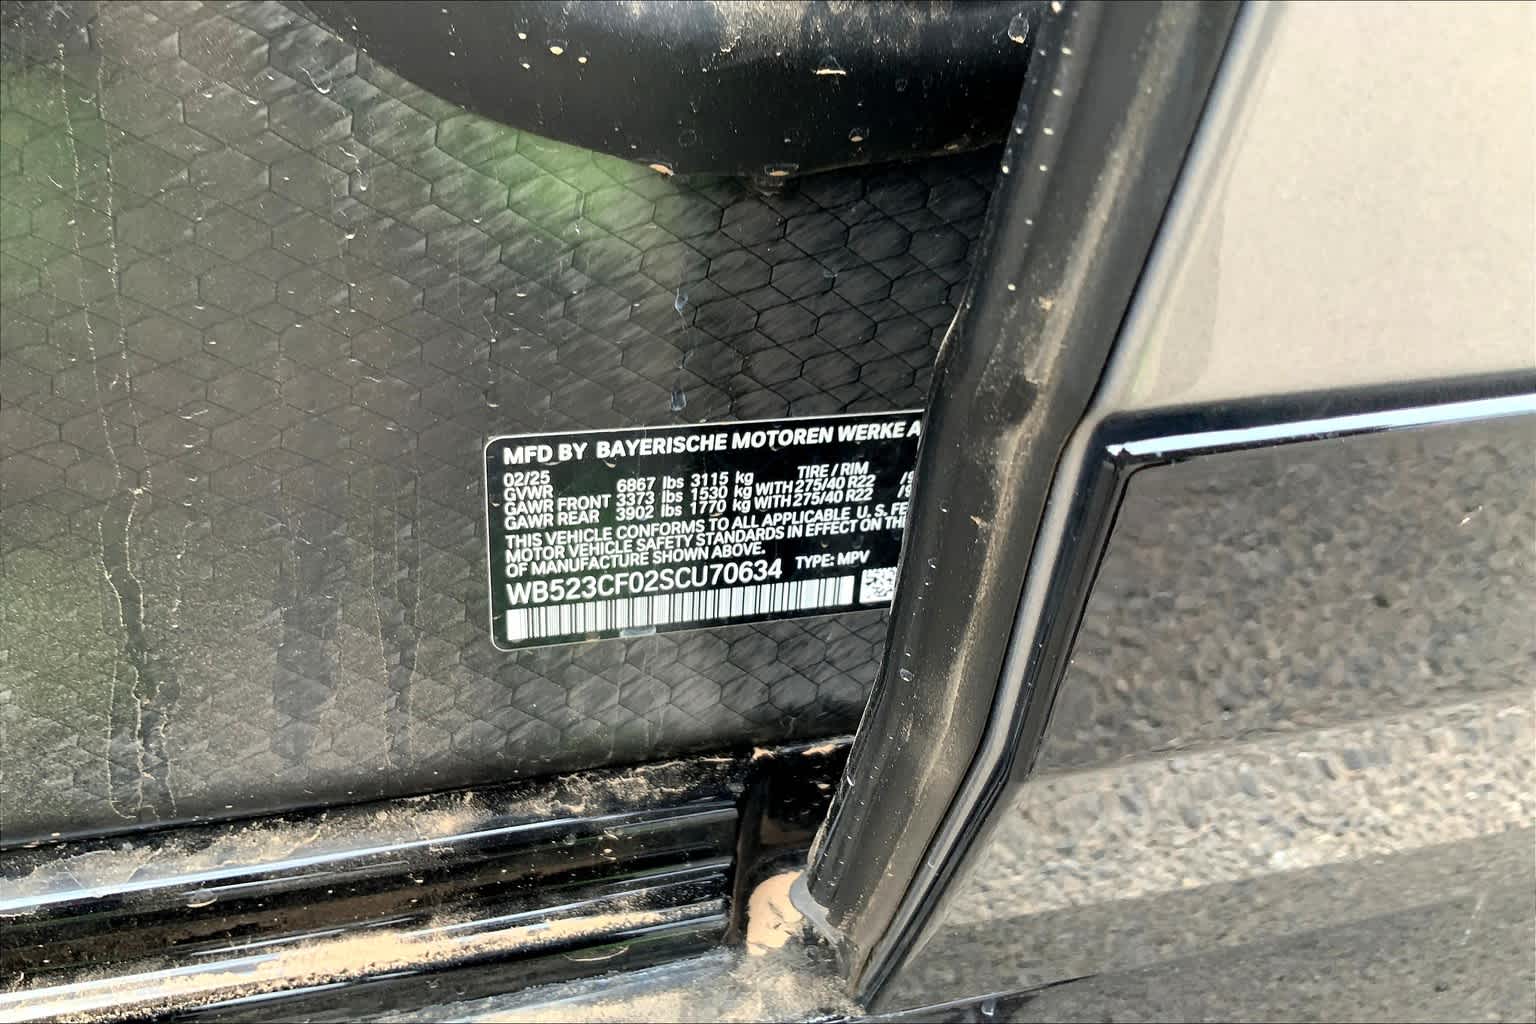 MFD BY BAYERISCHE MOTOREN WERKE A
02/25 TIRE / RIM
GVWR 6867 lbs 3115 kg
GAWR FRONT 3373 lbs 1530 kg WITH 275/40 R22 /9
GAWR REAR 3902 lbs 1770 kg WITH 275/40 R22 /9
THIS VEHICLE CONFORMS TO ALL APPLICABLE U. S. FE
MOTOR VEHICLE SAFETY STANDARDS IN EFFECT ON THE
OF MANUFACTURE SHOWN ABOVE.
TYPE: MPV
WB523CF02SCU70634